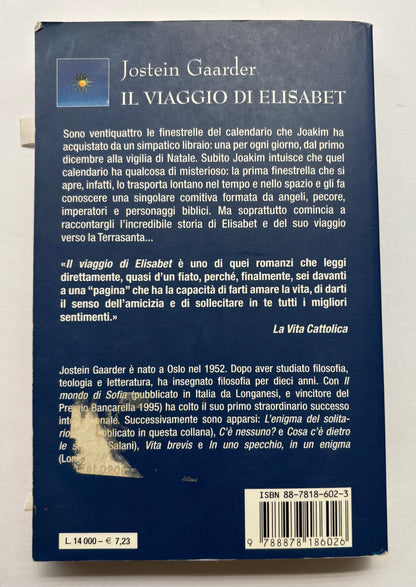 Jostein Gaarder
IL VIAGGIO DI ELISABET
Sono ventiquattro le finestrelle del calendario che Joakim ha
acquistato da un simpatico libraio: una per ogni giorno, dal primo
dicembre alla vigilia di Natale. Subito Joakim intuisce che quel
calendario ha qualcosa di misterioso: la prima finestrella che si
apre, infatti, lo trasporta lontano nel tempo e nello spazio e gli fa
conoscere una singolare comitiva formata da angeli, pecore,
imperatori e personaggi biblici. Ma soprattutto comincia a
raccontargli l'incredibile storia di Elisabet e del suo viaggio
verso la Terrasanta...
«Il viaggio di Elisabet è uno di quei romanzi che leggi
direttamente, quasi d'un fiato, perché, finalmente, sei davanti
a una “pagina” che ha la capacità di farti amare la vita, di darti
il senso dell'amicizia e di sollecitare in te tutti i migliori
sentimenti.»
La Vita Cattolica
Jostein Gaarder è nato a Oslo nel 1952. Dopo aver studiato filosofia,
teologia e letteratura, ha insegnato filosofia per dieci anni. Con Il
mondo di Sofia (pubblicato in Italia da Longanesi, e vincitore del
Premio Bancarella 1995) ha colto il suo primo straordinario successo
nale. Successivamente sono apparsi: L'enigma del solita-
blicato in questa collana), C'è nessuno? e Cosa c'è dietro
le Salani), Vita brevis e In uno specchio, in un enigma
(Lon
ISBN 88-7818-602-3
9 788878 186026
L. 14 000 – € 7,23